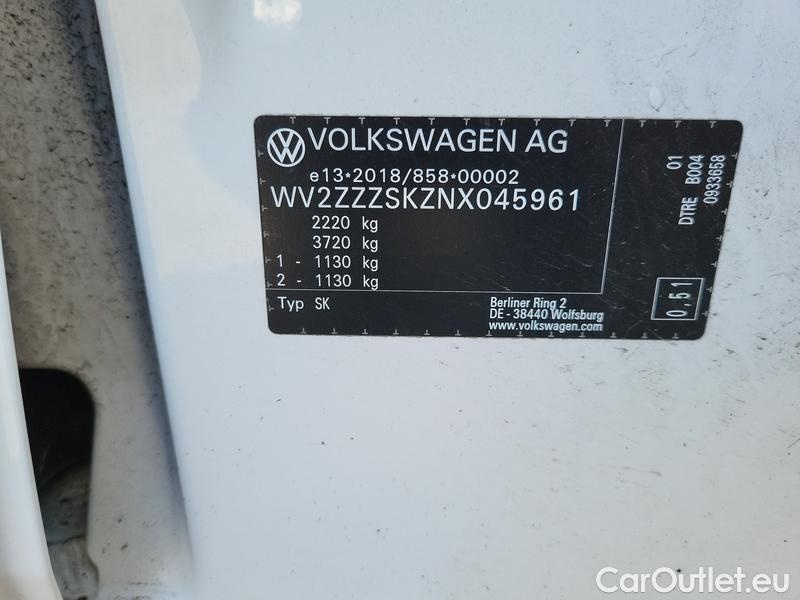 VOLKSWAGEN AG
e13*2018/858*00002
WV2ZZZSKZNX045961
2220 kg
3720 kg
1 - 1130 kg
2 - 1130 kg
Typ SK
Berliner Ring 2
DE - 38440 Wolfsburg
www.volkswagen.com
01
DTRE B004
0933658
0,51
CarOutlet.eu